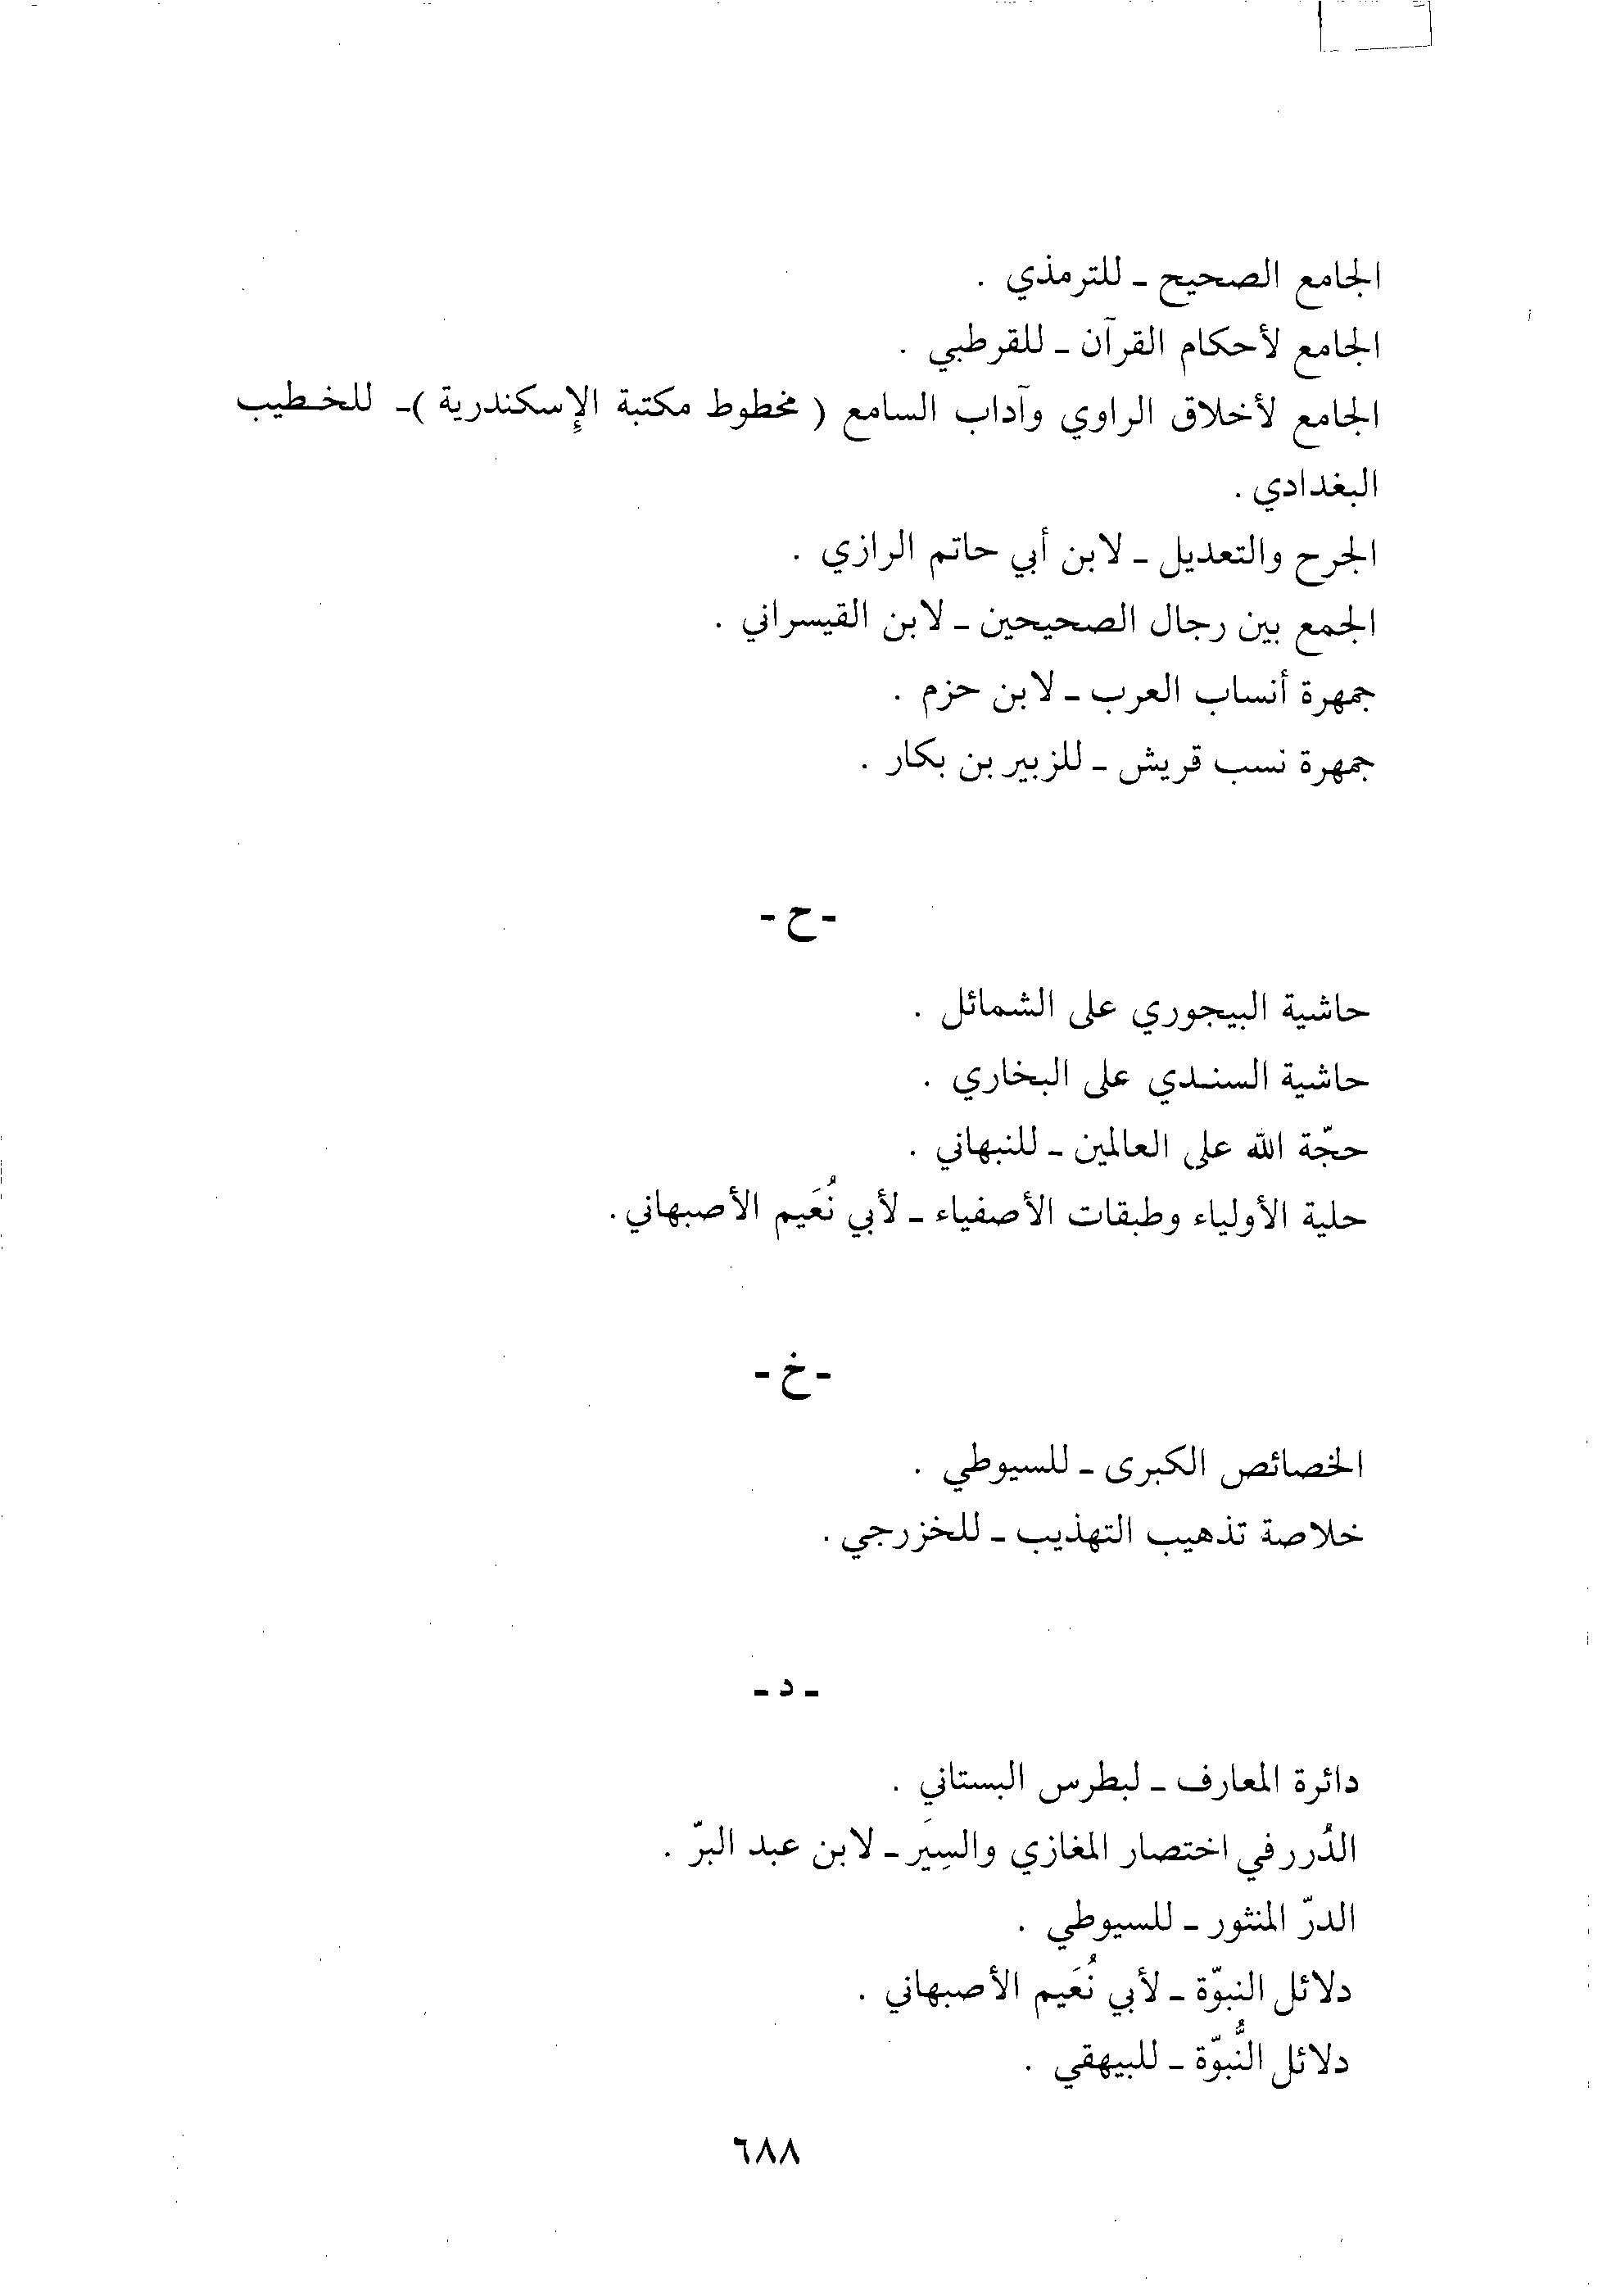 الجامع الصحيح ـ للترمذي .
الجامع لأحكام القرآن ـ للقرطبي .
الجامع لأخلاق الراوي وآداب السامع ( مخطوط مكتبة الإسكندرية )ـ للخطيب
البغدادي .
الجرح والتعديل ـ لابن أبي حاتم الرازي .
الجمع بين رجال الصحيحين ـ لابن القيسراني .
جمهرة أنساب العرب ـ لابن حزم .
جمهرة نسب قريش ـ للزبير بن بكار .
- ح -
حاشية البيجوري على الشمائل .
حاشية السندي على البخاري .
حجّة الله على العالمين ـ للنبهاني .
حلية الأولياء وطبقات الأصفياء ـ لأبي نُعَيم الأصبهاني .
- خ -
الخصائص الكبرى ـ للسيوطي .
خلاصة تذهيب التهذيب ـ للخزرجي .
- د -
دائرة المعارف ـ لبطرس البستاني .
الدُرر في اختصار المغازي والسِيَر ـ لابن عبد البرّ .
الدرّ المنثور ـ للسيوطي .
دلائل النبوّة ـ لأبي نُعَيم الأصبهاني .
دلائل النُّبوّة ـ للبيهقي .
٦٨٨